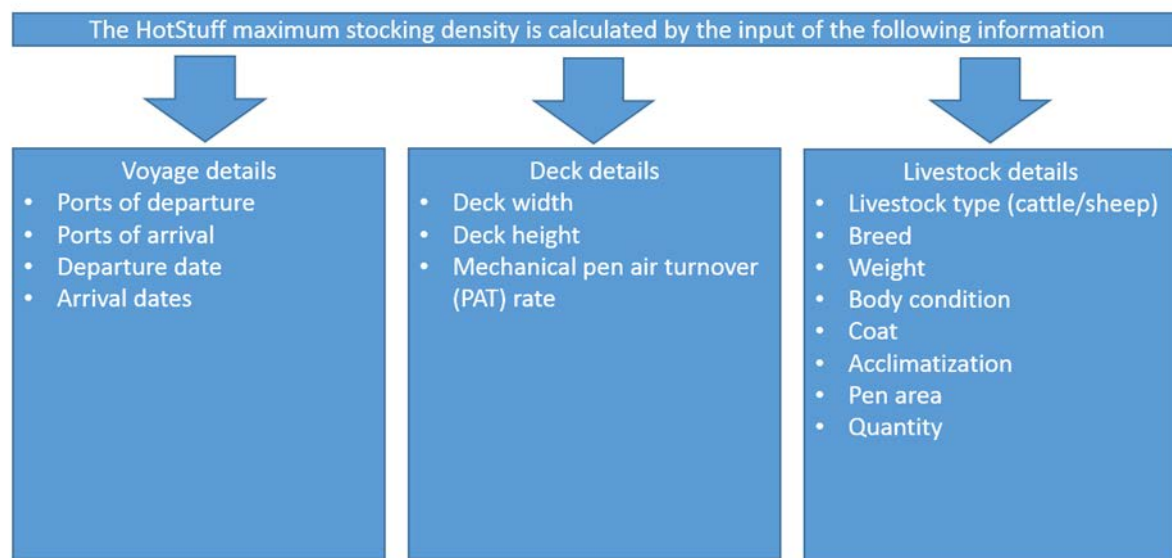 The HotStuff maximum stocking density is calculated by the input of the following information
Voyage details
• Ports of departure
• Ports of arrival
• Departure date
• Arrival dates
Deck details
• Deck width
• Deck height
• Mechanical pen air turnover
(PAT) rate
Livestock details
• Livestock type (cattle/sheep)
• Breed
• Weight
• Body condition
• Coat
• Acclimatization
• Pen area
• Quantity